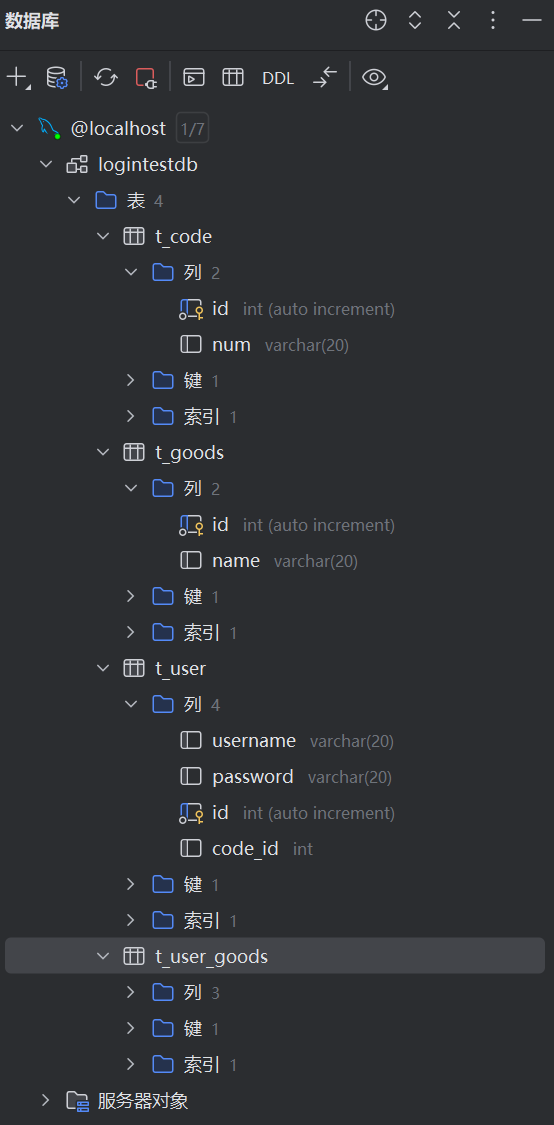 数据库
DDL
@localhost 1/7
logintestdb
表 4
t_code
列 2
id int (auto increment)
num varchar(20)
键 1
索引 1
t_goods
列 2
id int (auto increment)
name varchar(20)
键 1
索引 1
t_user
列 4
username varchar(20)
password varchar(20)
id int (auto increment)
code_id int
键 1
索引 1
t_user_goods
列 3
键 1
索引 1
服务器对象